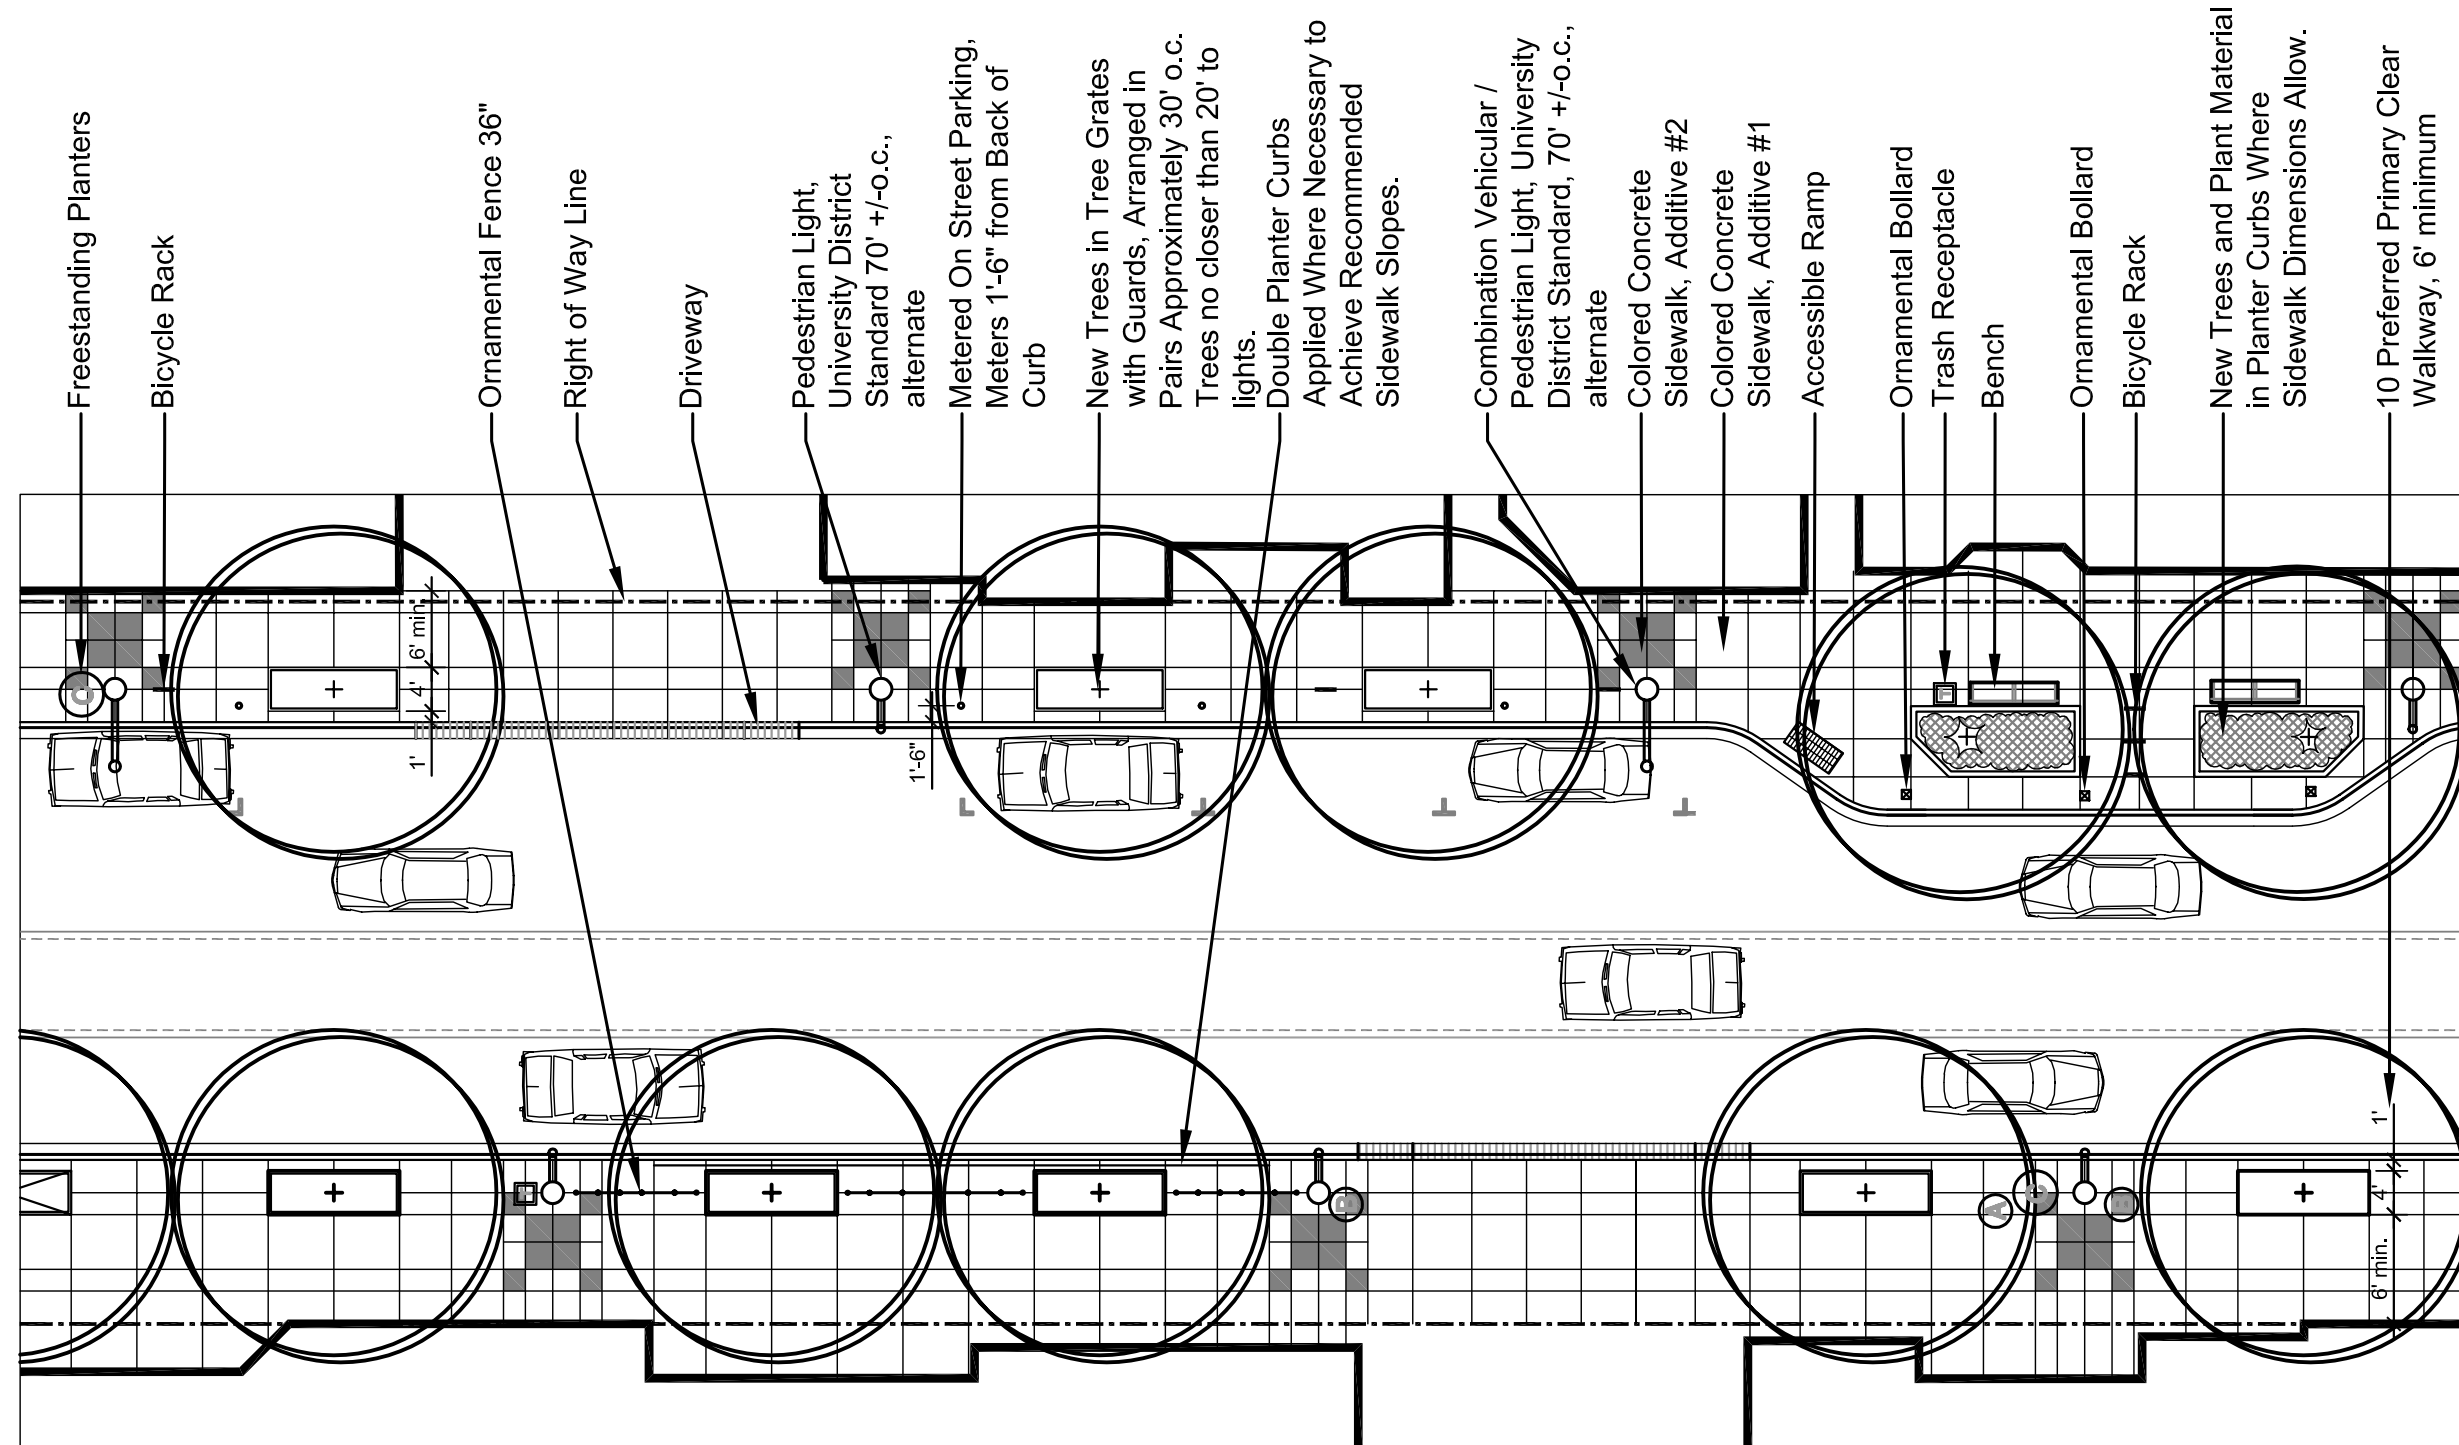 Freestanding Planters
Bicycle Rack
Ornamental Fence 36"
Right of Way Line
Driveway
Pedestrian Light,
University District
Standard 70' +/-o.c.,
alternate
Metered On Street Parking,
Meters 1'-6" from Back of
Curb
New Trees in Tree Grates
with Guards, Arranged in
Pairs Approximately 30' o.c.
Trees no closer than 20' to
lights.
Double Planter Curbs
Applied Where Necessary to
Achieve Recommended
Sidewalk Slopes.
Combination Vehicular /
Pedestrian Light, University
District Standard, 70' +/-o.c.,
alternate
Colored Concrete
Sidewalk, Additive #2
Colored Concrete
Sidewalk, Additive #1
Accessible Ramp
Ornamental Bollard
Trash Receptacle
Bench
Ornamental Bollard
Bicycle Rack
New Trees and Plant Material
in Planter Curbs Where
Sidewalk Dimensions Allow.
10 Preferred Primary Clear
Walkway, 6' minimum
C
6' min.
4'
1'
1'-6"
T
T
B
A
C
E
1'
4'
6' min.